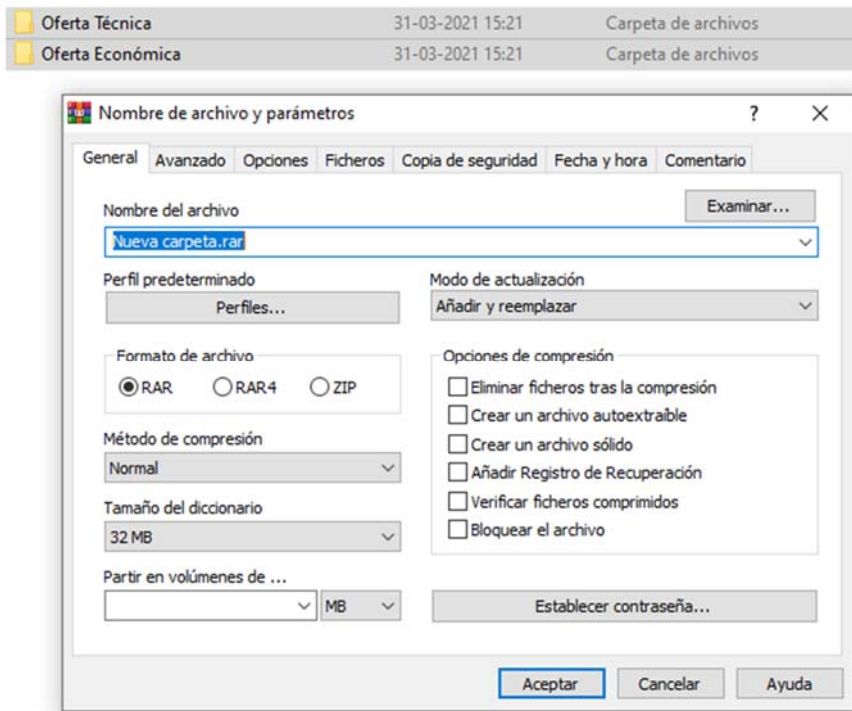 Oferta Técnica 31-03-2021 15:21 Carpeta de archivos
Oferta Económica 31-03-2021 15:21 Carpeta de archivos
Nombre de archivo y parámetros ?
General Avanzado Opciones Ficheros Copia de seguridad Fecha y hora Comentario
Nombre del archivo
Examinar...
Nueva carpeta.rar
Perfil predeterminado
Perfiles...
Modo de actualización
Añadir y reemplazar
Formato de archivo
RAR RAR4 ZIP
Método de compresión
Normal
Tamaño del diccionario
32 MB
Partir en volúmenes de ...
MB
Opciones de compresión
Eliminar ficheros tras la compresión
Crear un archivo autoextraíble
Crear un archivo sólido
Añadir Registro de Recuperación
Verificar ficheros comprimidos
Bloquear el archivo
Establecer contraseña...
Aceptar Cancelar Ayuda